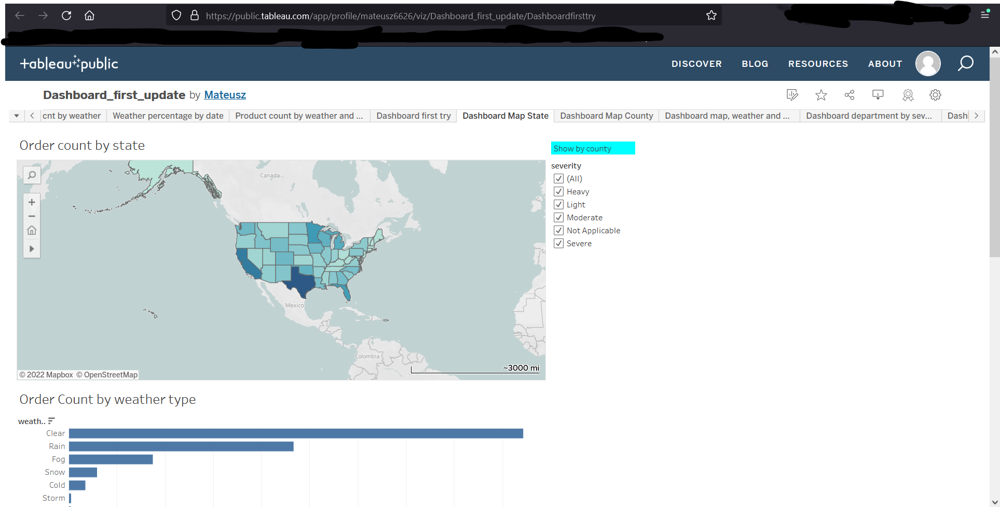 https://public.tableau.com/app/profile/mateusz6626/viz/Dashboard_first_update/Dashboardfirsttry
tableau public
DISCOVER BLOG RESOURCES ABOUT
Dashboard_first_update by Mateusz
cnt by weather Weather percentage by date Product count by weather and ... Dashboard first try Dashboard Map State Dashboard Map County Dashboard map, weather and ... Dashboard department by sev... Dash
Order count by state
Show by county
severity
(All)
Heavy
Light
Moderate
Not Applicable
Severe
Canada
Mexico
Colombia
~3000 mi
© 2022 Mapbox © OpenStreetMap
Order Count by weather type
weath..
Clear
Rain
Fog
Snow
Cold
Storm